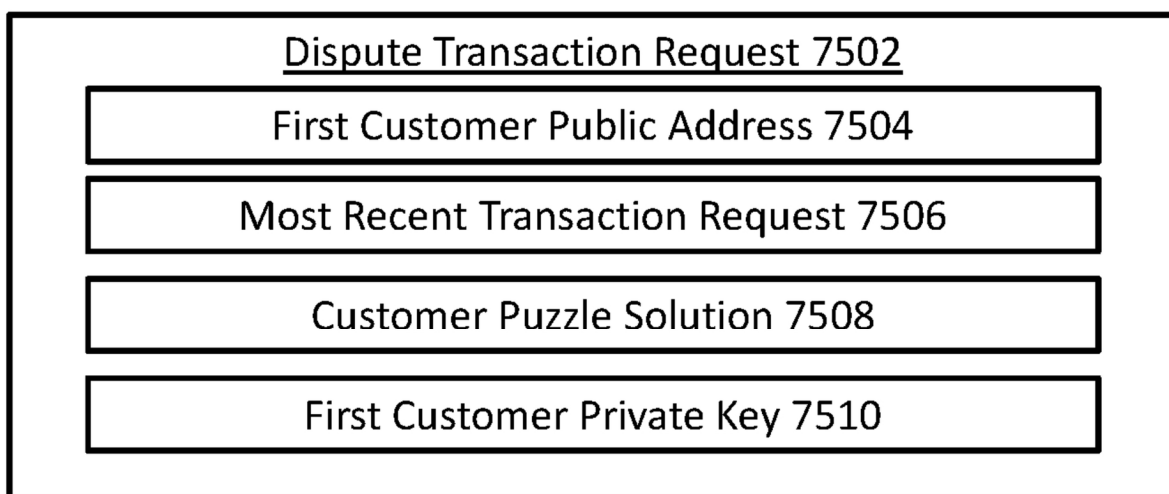 Dispute Transaction Request 7502
First Customer Public Address 7504
Most Recent Transaction Request 7506
Customer Puzzle Solution 7508
First Customer Private Key 7510